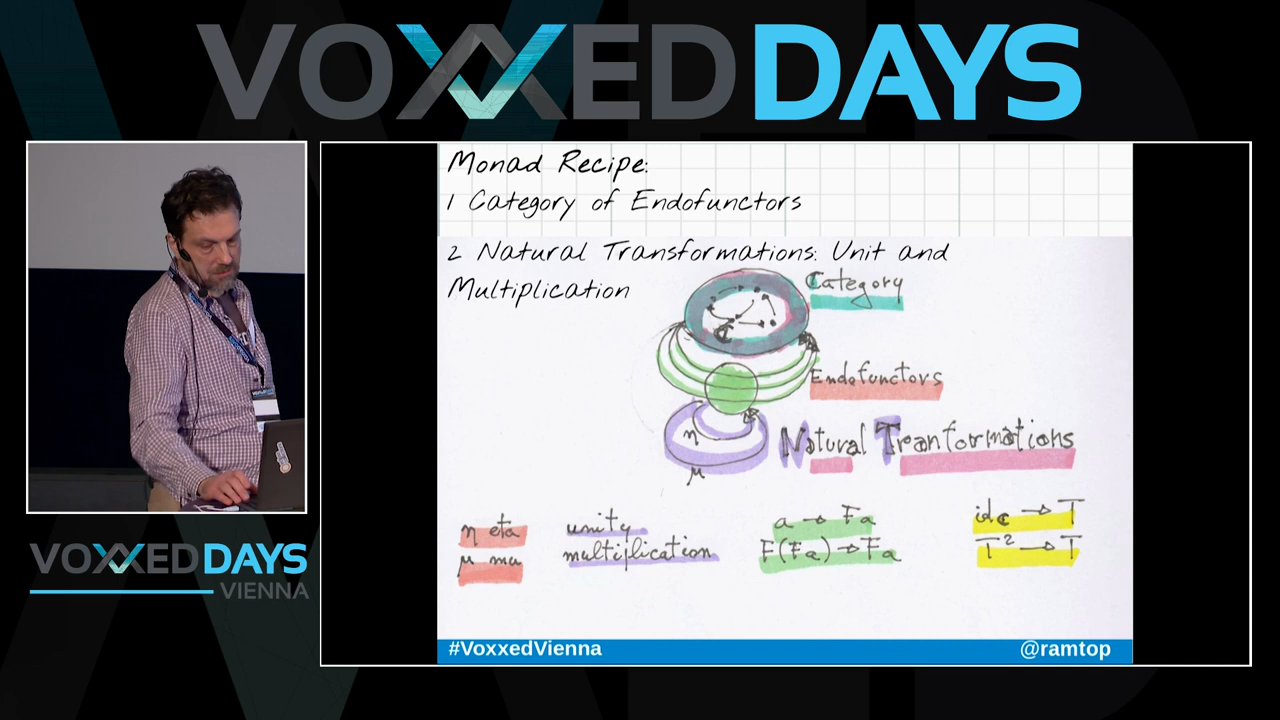 VOXXED DAYS
Monad Recipe:
1 Category of Endofunctors
2 Natural Transformations: Unit and
Multiplication
Category
C
Endofunctors
η
Natural Tranformations
μ
η eta unity a → Fa idc → T
μ mu multiplication F(Fa) → Fa T² → T
VOXXED DAYS
VIENNA
#VoxxedVienna @ramtop